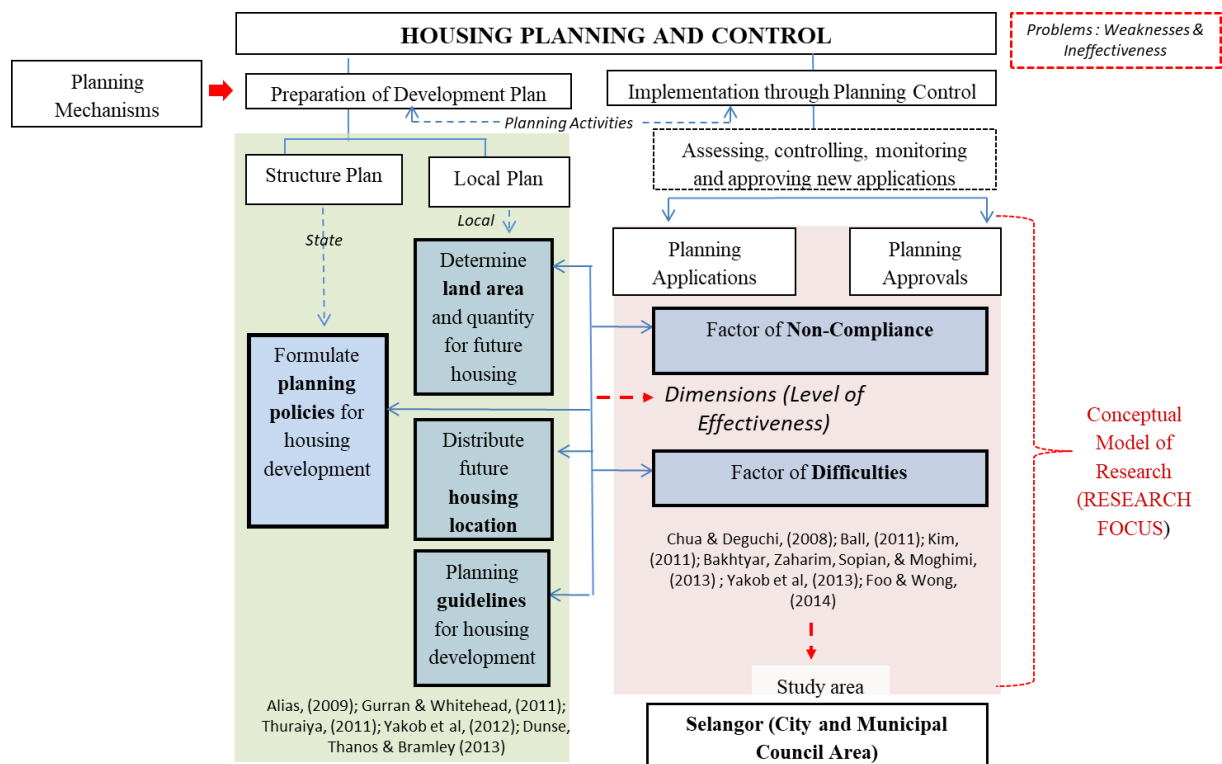 HOUSING PLANNING AND CONTROL
Problems : Weaknesses &
Ineffectiveness
Planning
Mechanisms
Preparation of Development Plan
Implementation through Planning Control
Planning Activities
Assessing, controlling, monitoring
and approving new applications
Structure Plan
Local Plan
State
Local
Planning
Applications
Planning
Approvals
Determine
land area
and quantity
for future
housing
Factor of Non-Compliance
Formulate
planning
policies for
housing
development
Dimensions (Level of
Effectiveness)
Distribute
future
housing
location
Factor of Difficulties
Conceptual
Model of
Research
(RESEARCH
FOCUS)
Chua & Deguchi, (2008); Ball, (2011); Kim,
(2011); Bakhtyar, Zaharim, Sopian, & Moghimi,
(2013) ; Yakob et al, (2013); Foo & Wong,
(2014)
Planning
guidelines
for housing
development
Study area
Alias, (2009); Gurran & Whitehead, (2011);
Thuraiya, (2011); Yakob et al, (2012); Dunse,
Thanos & Bramley (2013)
Selangor (City and Municipal
Council Area)